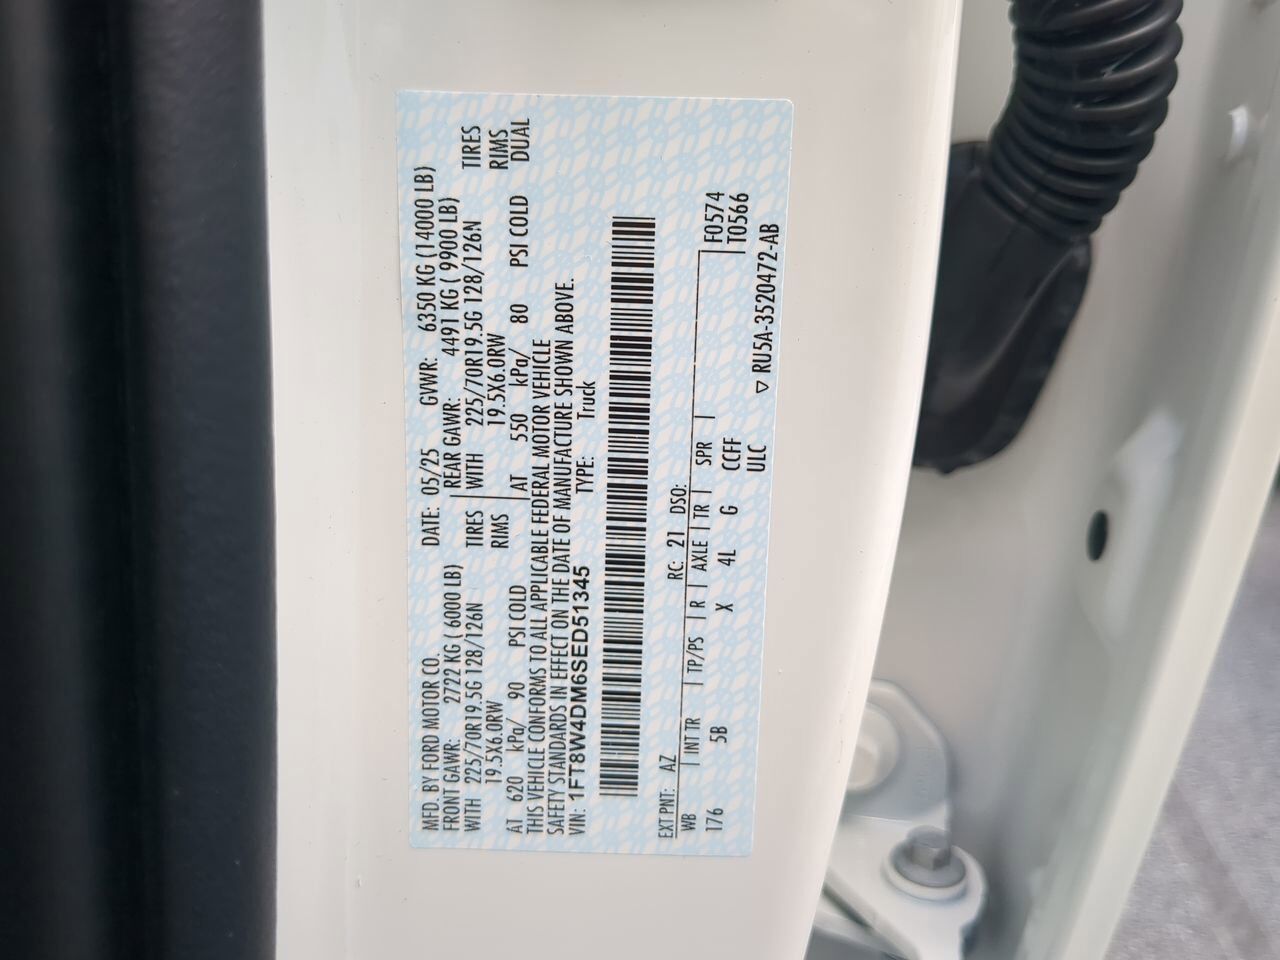 MFD. BY FORD MOTOR CO. DATE: 05/25 GVWR: 6350 KG (14000 LB)
FRONT GAWR: 2722 KG ( 6000 LB) REAR GAWR: 4491 KG ( 9900 LB)
WITH 225/70R19.5G 128/126N TIRES WITH 225/70R19.5G 128/126N TIRES
19.5X6.0RW RIMS 19.5X6.0RW RIMS
AT 620 kPa/ 90 PSI COLD AT 550 kPa/ 80 PSI COLD DUAL
THIS VEHICLE CONFORMS TO ALL APPLICABLE FEDERAL MOTOR VEHICLE
SAFETY STANDARDS IN EFFECT ON THE DATE OF MANUFACTURE SHOWN ABOVE.
VIN: 1FT8W4DM6SED51345 TYPE: Truck
EXT PNT: AZ RC: 21 DSO:
WB INT TR TP/PS R AXLE TR SPR F0574
176 5B X 4L G CCFF T0566
ULC
▽ RU5A-3520472-AB